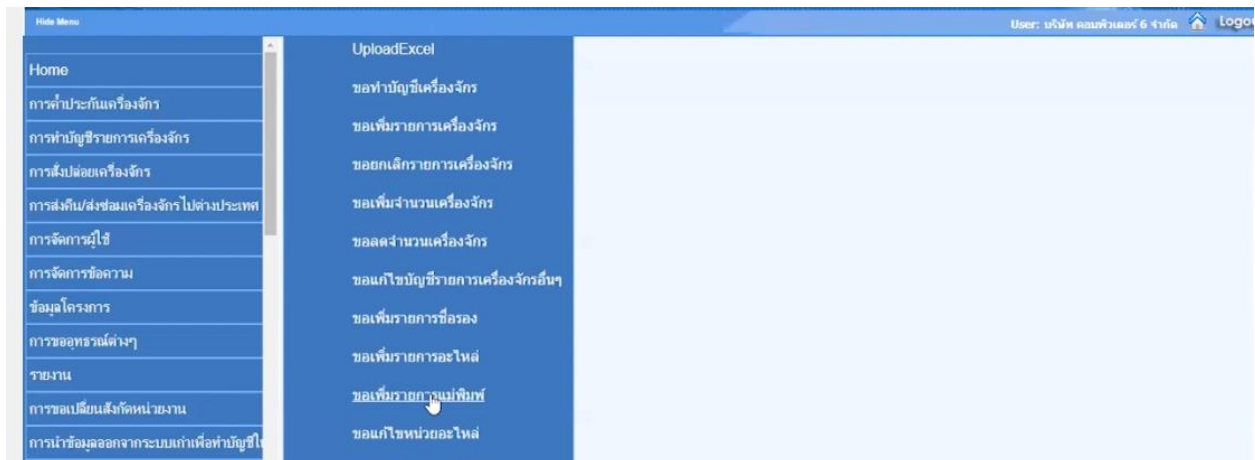 Hide Menu
User: บริษัท คอมพิวเตอร์ 6 จำกัด Logou
Home
การค้ำประกันเครื่องจักร
การทำบัญชีรายการเครื่องจักร
การสั่งปล่อยเครื่องจักร
การส่งคืน/ส่งซ่อมเครื่องจักรไปต่างประเทศ
การจัดการผู้ใช้
การจัดการข้อความ
ข้อมูลโครงการ
การขออุทธรณ์ต่างๆ
รายงาน
การขอเปลี่ยนสังกัดหน่วยงาน
การนำข้อมูลออกจากระบบเก่าเพื่อทำบัญชีใ
UploadExcel
ขอทำบัญชีเครื่องจักร
ขอเพิ่มรายการเครื่องจักร
ขอยกเลิกรายการเครื่องจักร
ขอเพิ่มจำนวนเครื่องจักร
ขอลดจำนวนเครื่องจักร
ขอแก้ไขบัญชีรายการเครื่องจักรอื่นๆ
ขอเพิ่มรายการชื่อรอง
ขอเพิ่มรายการอะไหล่
ขอเพิ่มรายการแม่พิมพ์
ขอแก้ไขหน่วยอะไหล่